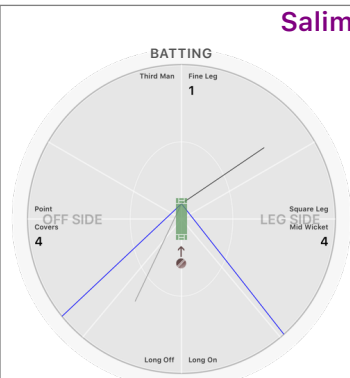 Salim
BATTING
Third Man
Fine Leg
1
Point
OFF SIDE
Covers
4
Square Leg
LEG SIDE
Mid Wicket
4
Long Off
Long On